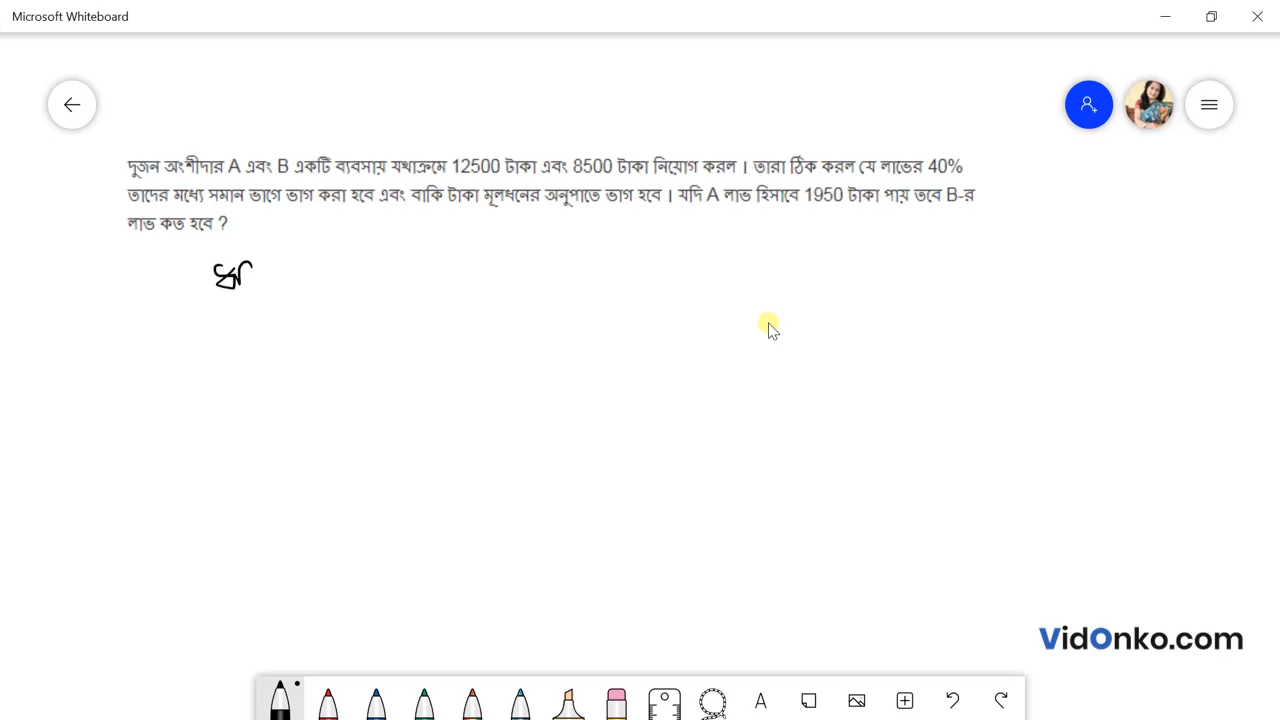 Microsoft Whiteboard
দুজন অংশীদার A এবং B একটি ব্যবসায় যথাক্রমে 12500 টাকা এবং 8500 টাকা নিয়োগ করল । তারা ঠিক করল যে লাভের 40%
তাদের মধ্যে সমান ভাগে ভাগ করা হবে এবং বাকি টাকা মূলধনের অনুপাতে ভাগ হবে । যদি A লাভ হিসাবে 1950 টাকা পায় তবে B-র
লাভ কত হবে ?
VidOnko.com
A